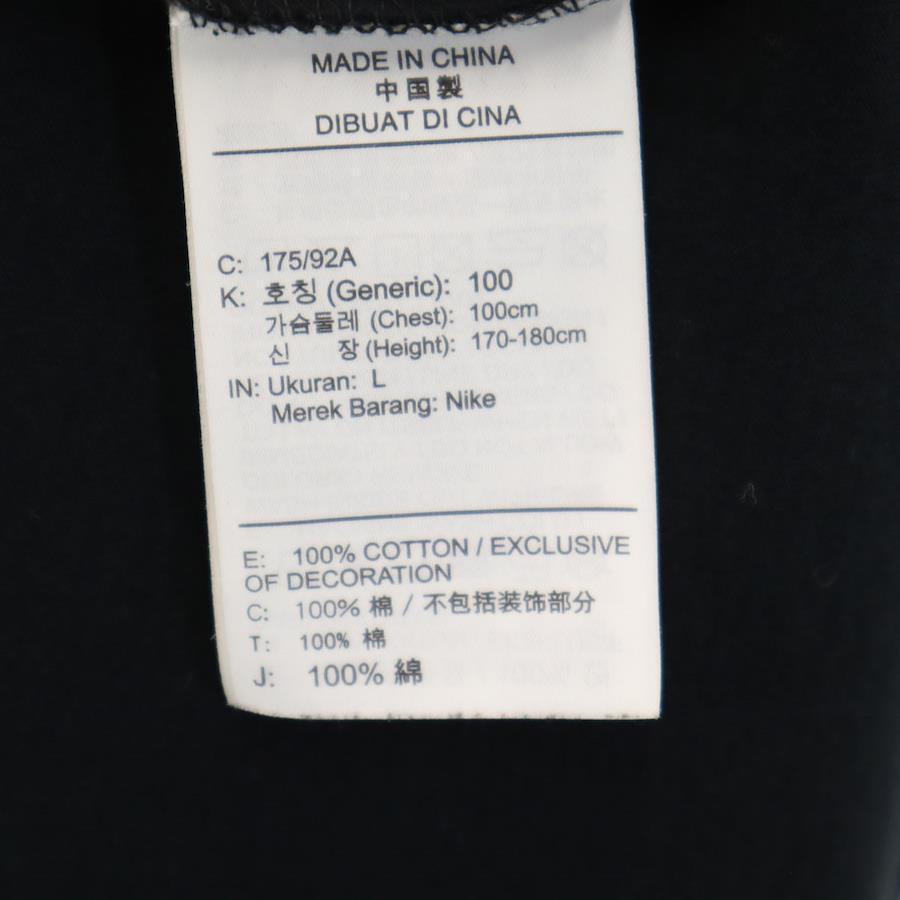 MADE IN CHINA
中国製
DIBUAT DI CINA
C: 175/92A
K: 호칭 (Generic): 100
가슴둘레 (Chest): 100cm
신 장 (Height): 170-180cm
IN: Ukuran: L
Merek Barang: Nike
E: 100% COTTON / EXCLUSIVE
OF DECORATION
C: 100% 棉 / 不包括装饰部分
T: 100% 棉
J: 100% 綿